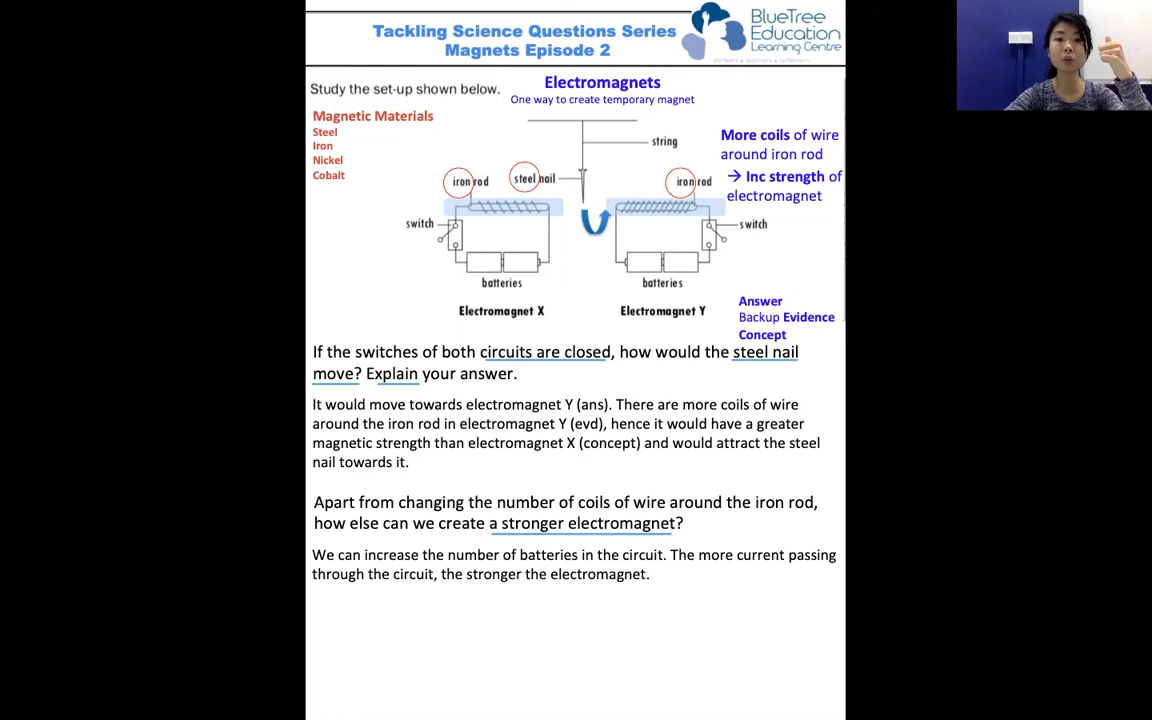 Tackling Science Questions Series
Magnets Episode 2
BlueTree
Education
Learning Centre
Study the set-up shown below.
Electromagnets
One way to create temporary magnet
Magnetic Materials
Steel
Iron
Nickel
Cobalt
string
More coils of wire
around iron rod
→ Inc strength of
electromagnet
iron rod
steel nail
iron rod
switch
switch
batteries
batteries
Electromagnet X
Electromagnet Y
Answer
Backup Evidence
Concept
If the switches of both circuits are closed, how would the steel nail
move? Explain your answer.
It would move towards electromagnet Y (ans). There are more coils of wire
around the iron rod in electromagnet Y (evd), hence it would have a greater
magnetic strength than electromagnet X (concept) and would attract the steel
nail towards it.
Apart from changing the number of coils of wire around the iron rod,
how else can we create a stronger electromagnet?
We can increase the number of batteries in the circuit. The more current passing
through the circuit, the stronger the electromagnet.